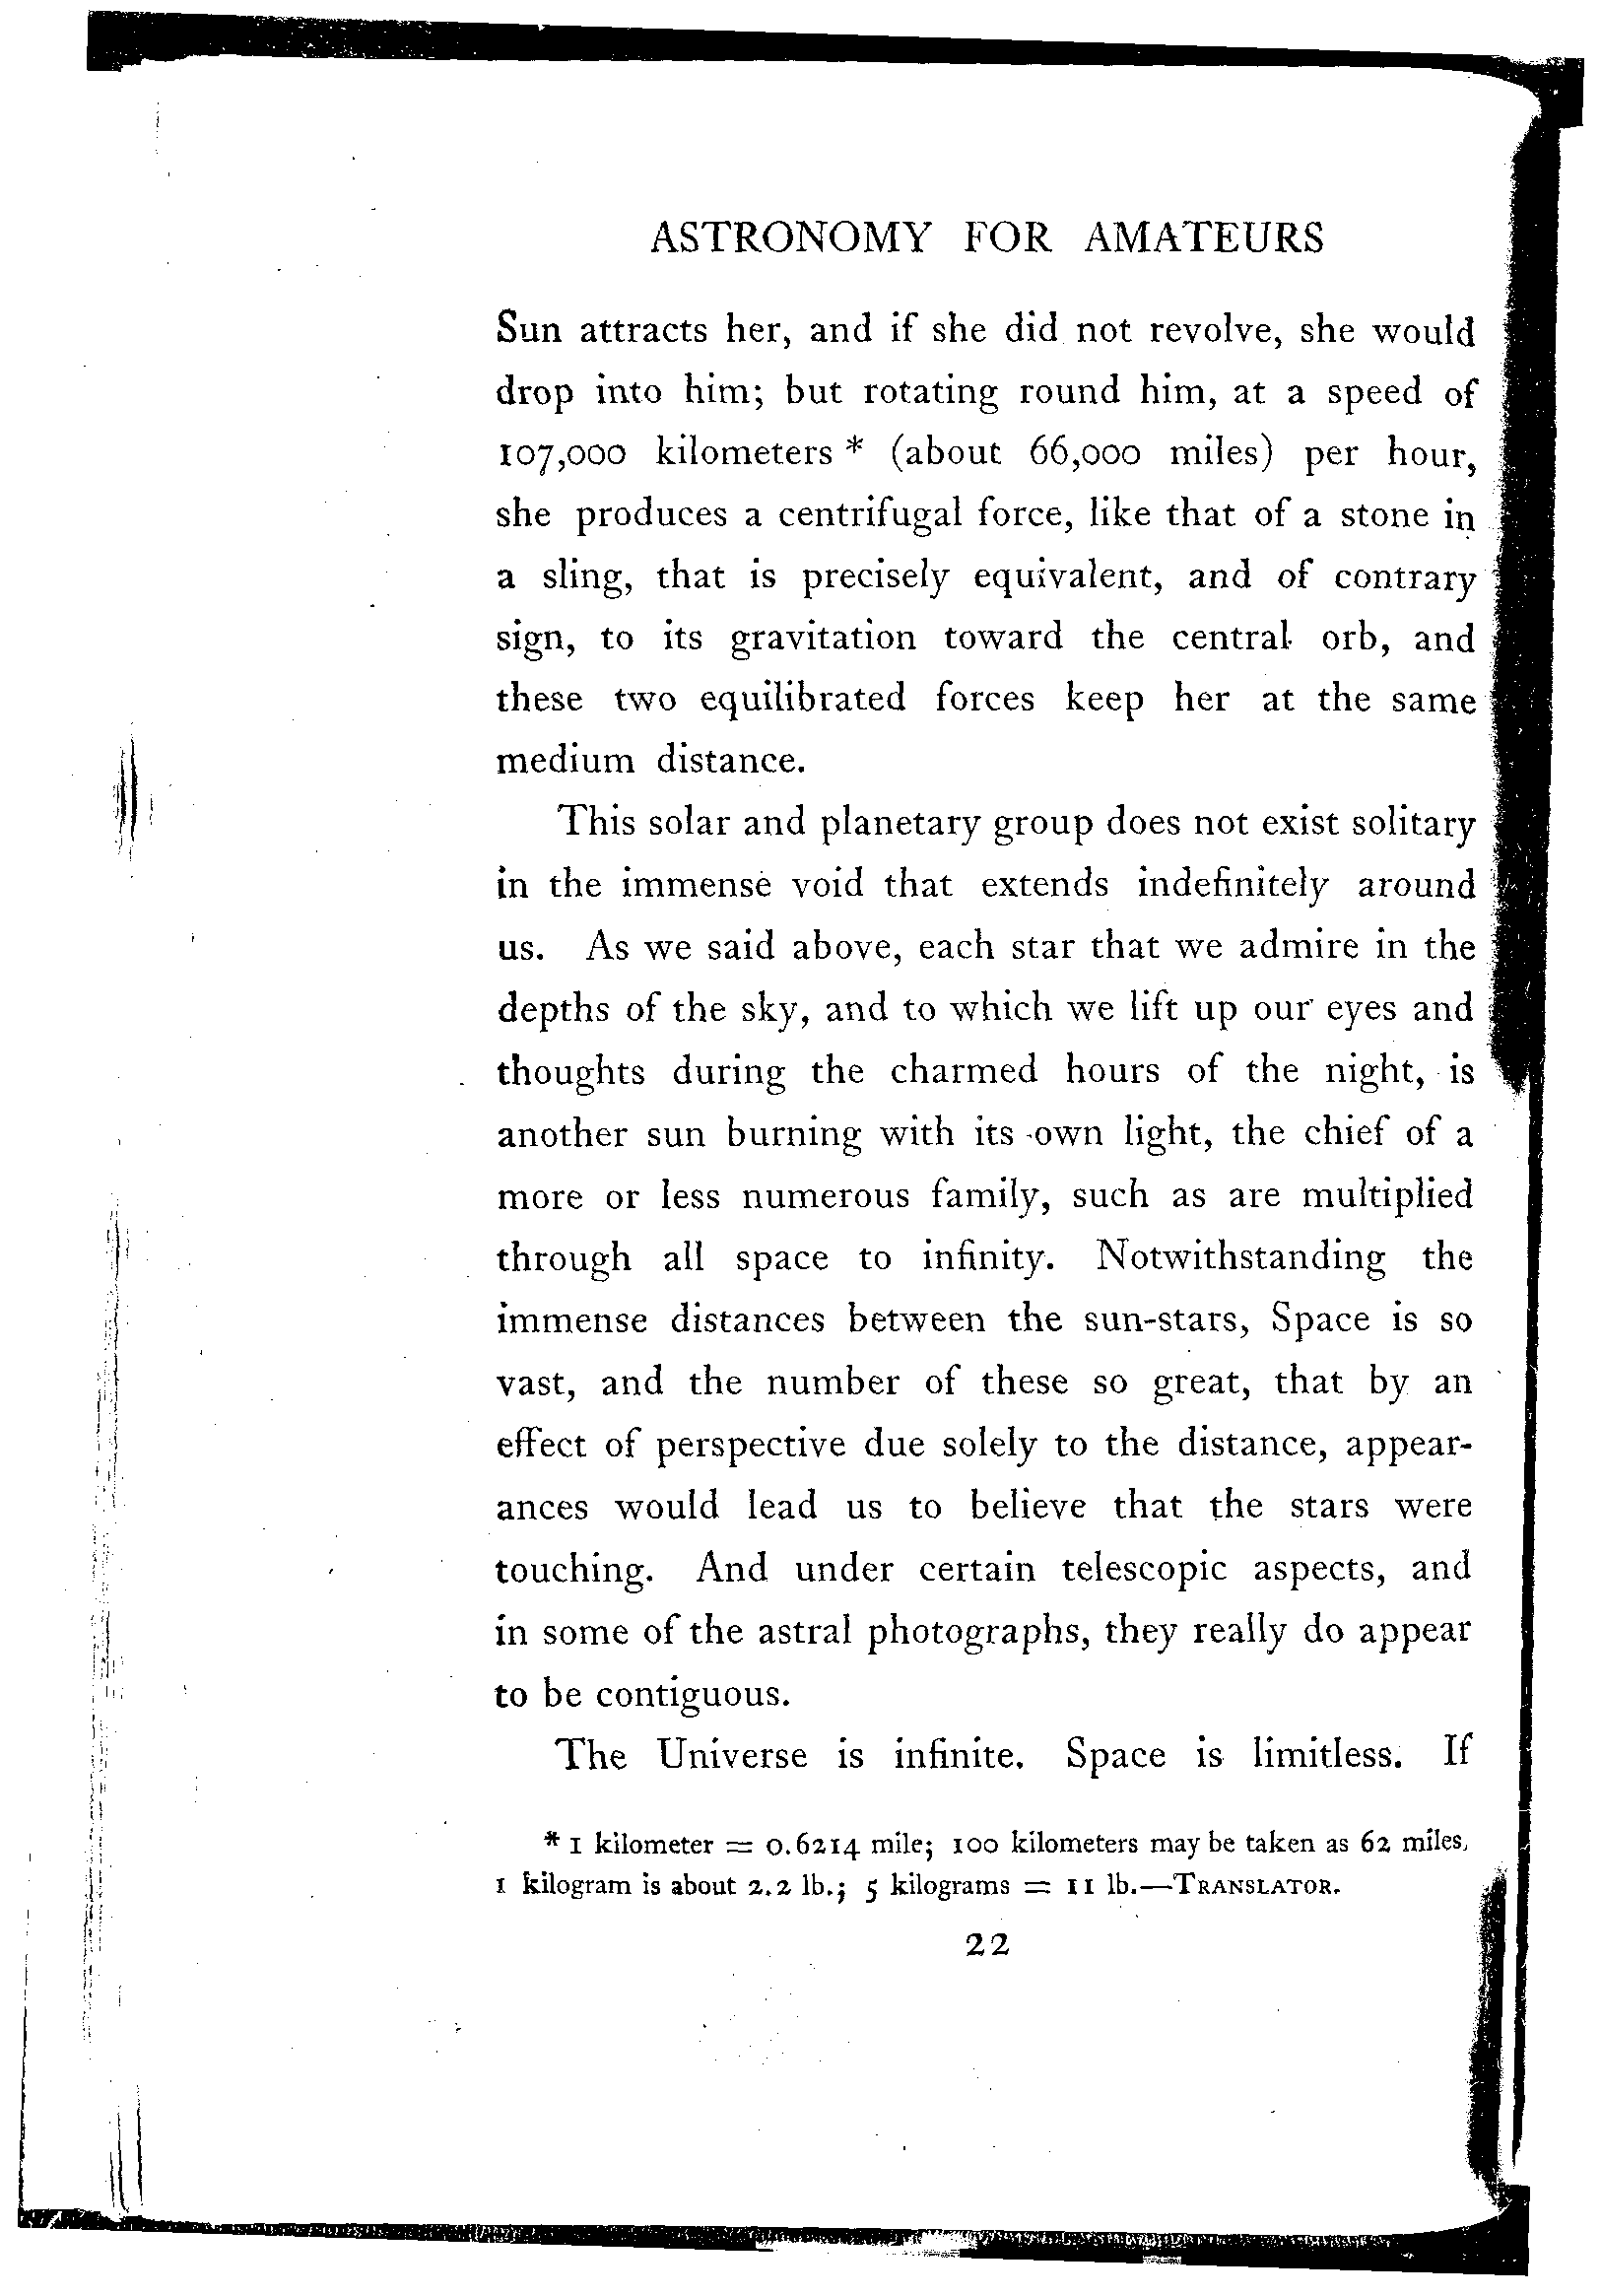 ASTRONOMY FOR AMATEURS
Sun attracts her, and if she did not revolve, she would
drop into him; but rotating round him, at a speed of
107,000 kilometers * (about 66,000 miles) per hour,
she produces a centrifugal force, like that of a stone in
a sling, that is precisely equivalent, and of contrary
sign, to its gravitation toward the central orb, and
these two equilibrated forces keep her at the same
medium distance.
This solar and planetary group does not exist solitary
in the immense void that extends indefinitely around
us. As we said above, each star that we admire in the
depths of the sky, and to which we lift up our eyes and
thoughts during the charmed hours of the night, is
another sun burning with its own light, the chief of a
more or less numerous family, such as are multiplied
through all space to infinity. Notwithstanding the
immense distances between the sun-stars, Space is so
vast, and the number of these so great, that by an
effect of perspective due solely to the distance, appear-
ances would lead us to believe that the stars were
touching. And under certain telescopic aspects, and
in some of the astral photographs, they really do appear
to be contiguous.
The Universe is infinite. Space is limitless. If
* 1 kilometer = 0.6214 mile; 100 kilometers may be taken as 62 miles,
1 kilogram is about 2.2 lb.; 5 kilograms = 11 lb.—TRANSLATOR.
22